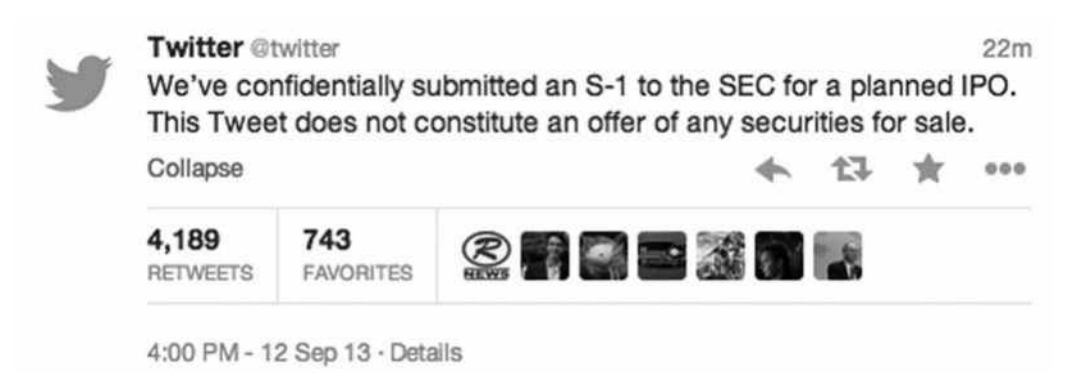 Twitter @twitter 22m
We've confidentially submitted an S-1 to the SEC for a planned IPO.
This Tweet does not constitute an offer of any securities for sale.
Collapse
4,189 743
RETWEETS FAVORITES
R
NEWS
4:00 PM - 12 Sep 13 · Details